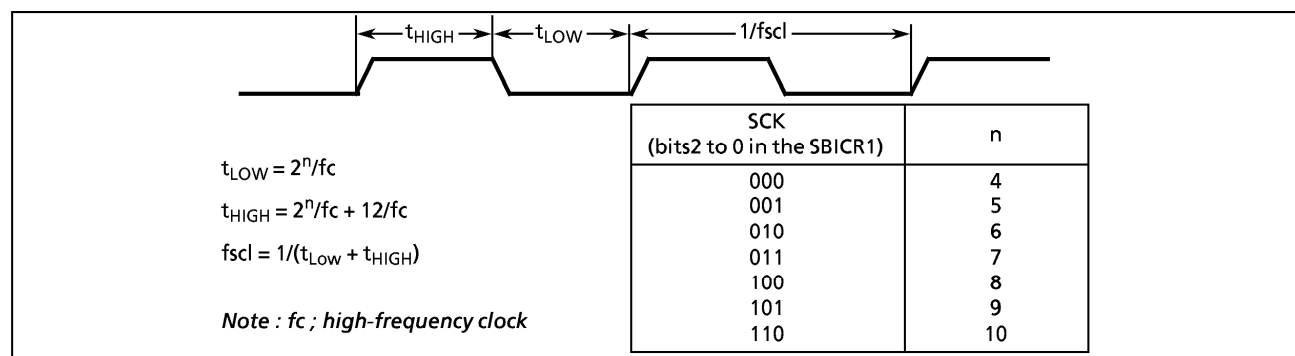 tHIGH tLOW 1/fscl
SCK
(bits2 to 0 in the SBICR1)
n
tLOW = 2ⁿ/fc
tHIGH = 2ⁿ/fc + 12/fc
fscl = 1/(tLow + tHIGH)
Note : fc ; high-frequency clock
000 4
001 5
010 6
011 7
100 8
101 9
110 10